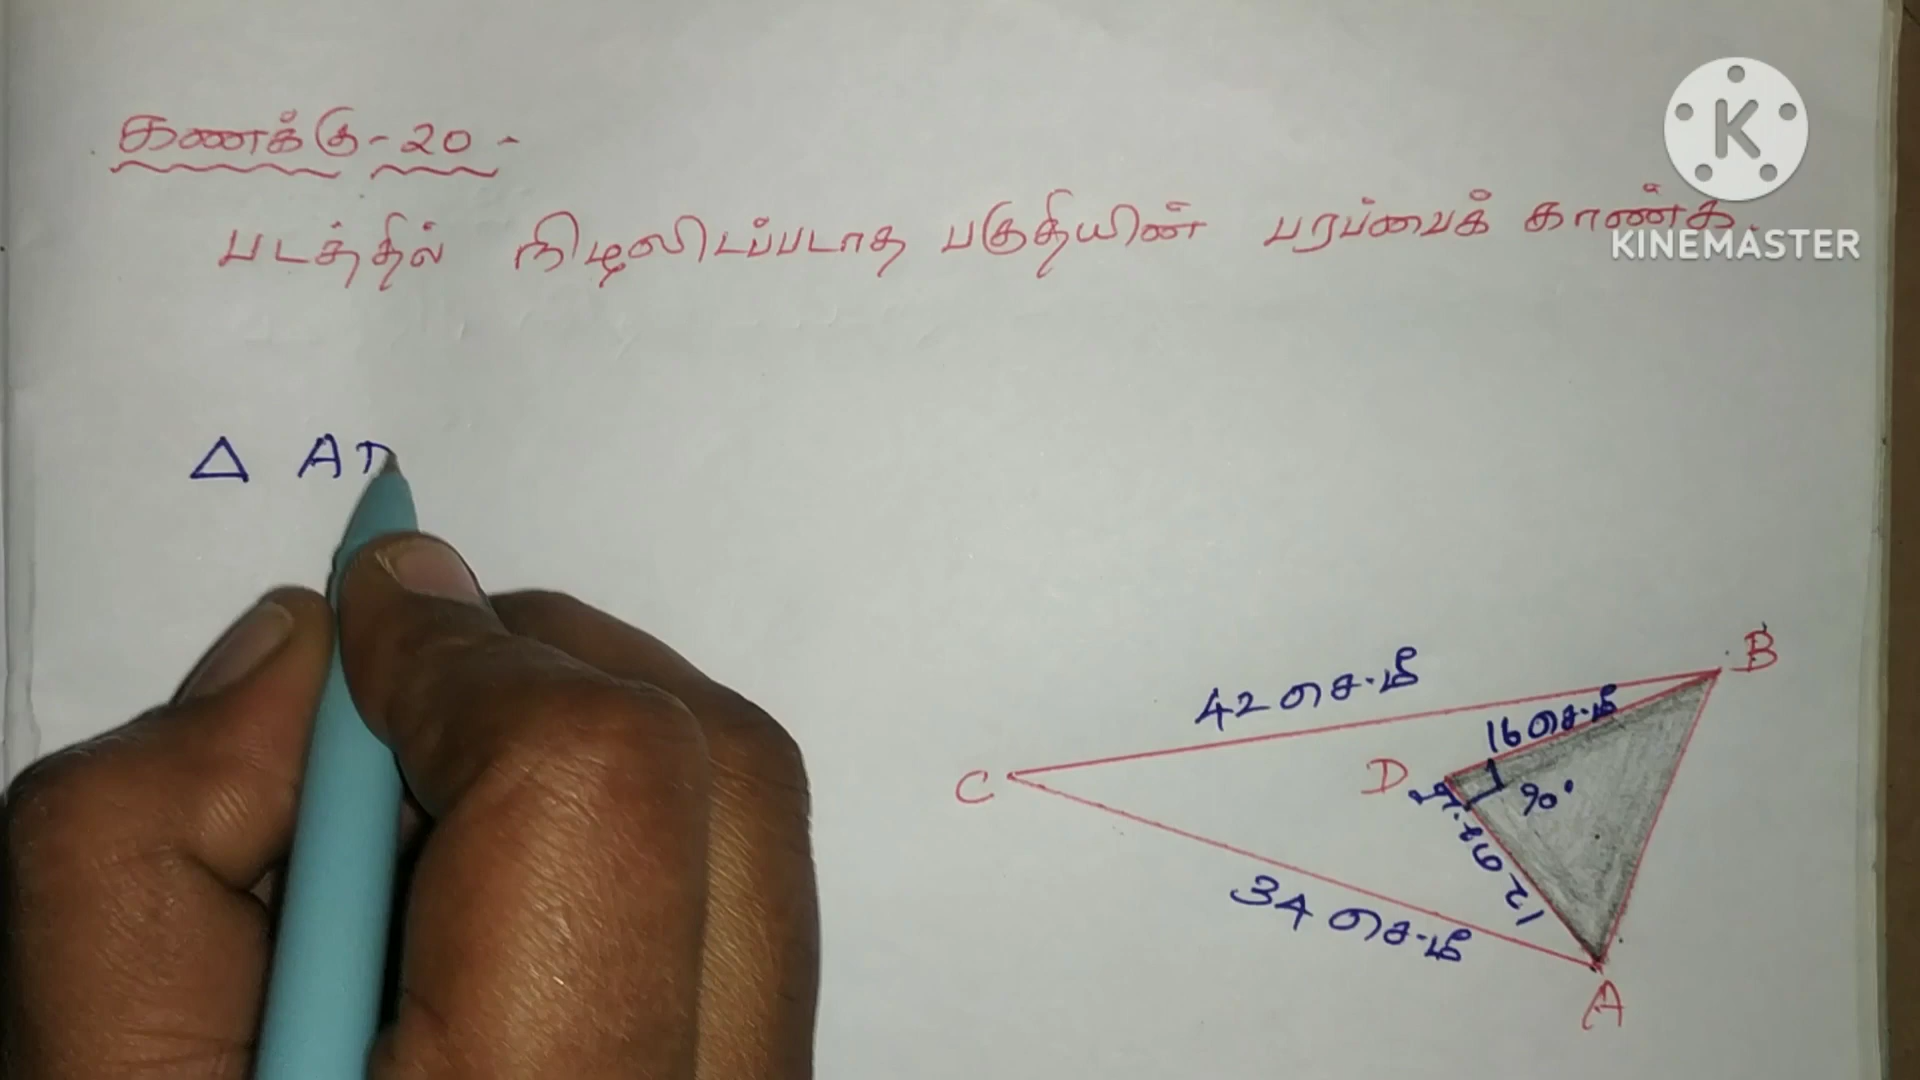 கணக்கு - 20 -
படத்தில் நிழலிடப்படாத பகுதியின் பரப்பைக் காண்க.
K
KINEMASTER
Δ AD
B
42 செ.மீ
16 செ.மீ
C
D
90°
12 செ.மீ
34 செ.மீ
A